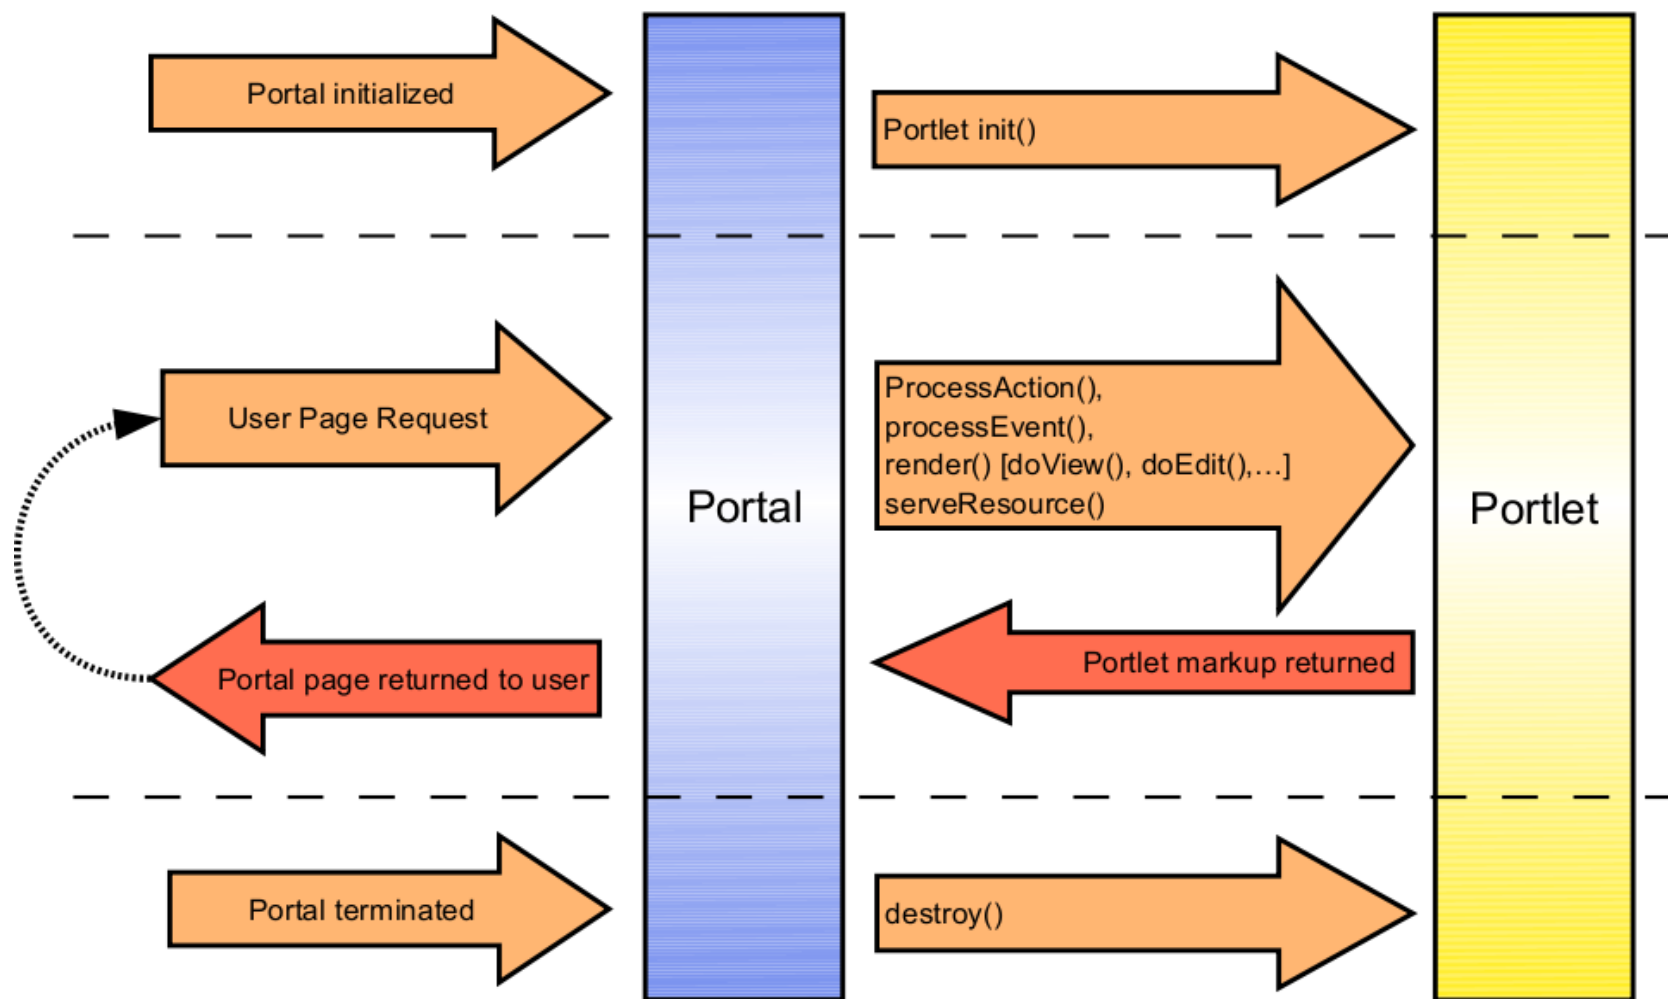 Portal initialized
Portlet init()
User Page Request
ProcessAction(),
processEvent(),
render() [doView(), doEdit(),...]
serveResource()
Portal
Portlet
Portal page returned to user
Portlet markup returned
Portal terminated
destroy()